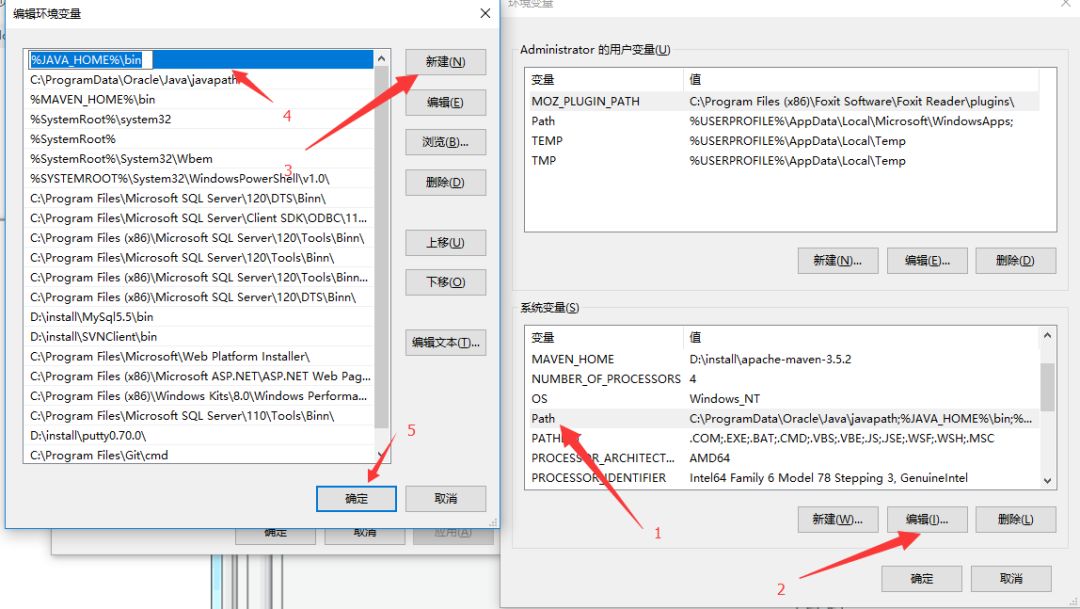 编辑环境变量
%JAVA_HOME%\bin
C:\ProgramData\Oracle\Java\javapath
%MAVEN_HOME%\bin
%SystemRoot%\system32
%SystemRoot%
%SystemRoot%\System32\Wbem
%SYSTEMROOT%\System32\WindowsPowerShell\v1.0\
C:\Program Files\Microsoft SQL Server\120\DTS\Binn\
C:\Program Files\Microsoft SQL Server\Client SDK\ODBC\11...
C:\Program Files (x86)\Microsoft SQL Server\120\Tools\Binn\
C:\Program Files\Microsoft SQL Server\120\Tools\Binn\
C:\Program Files (x86)\Microsoft SQL Server\120\Tools\Binn...
C:\Program Files (x86)\Microsoft SQL Server\120\DTS\Binn\
D:\install\MySql5.5\bin
D:\install\SVNClient\bin
C:\Program Files\Microsoft\Web Platform Installer\
C:\Program Files (x86)\Microsoft ASP.NET\ASP.NET Web Pag...
C:\Program Files (x86)\Windows Kits\8.0\Windows Performa...
C:\Program Files\Microsoft SQL Server\110\Tools\Binn\
D:\install\putty0.70.0\
C:\Program Files\Git\cmd
新建(N)
编辑(E)
浏览(B)...
删除(D)
上移(U)
下移(O)
编辑文本(T)...
3
4
5
确定 取消
确定 取消 应用(A)
环境变量
Administrator 的用户变量(U)
变量 值
MOZ_PLUGIN_PATH C:\Program Files (x86)\Foxit Software\Foxit Reader\plugins\
Path %USERPROFILE%\AppData\Local\Microsoft\WindowsApps;
TEMP %USERPROFILE%\AppData\Local\Temp
TMP %USERPROFILE%\AppData\Local\Temp
新建(N)... 编辑(E)... 删除(D)
系统变量(S)
变量 值
MAVEN_HOME D:\install\apache-maven-3.5.2
NUMBER_OF_PROCESSORS 4
OS Windows_NT
Path C:\ProgramData\Oracle\Java\javapath;%JAVA_HOME%\bin;%...
.COM;.EXE;.BAT;.CMD;.VBS;.VBE;.JS;.JSE;.WSF;.WSH;.MSC
PROCESSOR_ARCHITECT... AMD64
PROCESSOR_IDENTIFIER Intel64 Family 6 Model 78 Stepping 3, GenuineIntel
新建(W)... 编辑(I)... 删除(L)
1
2
确定 取消